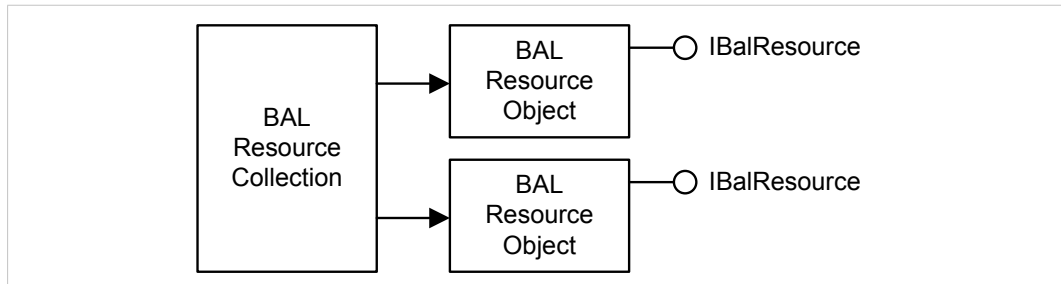 BAL
Resource
Collection
BAL
Resource
Object
IBalResource
BAL
Resource
Object
IBalResource